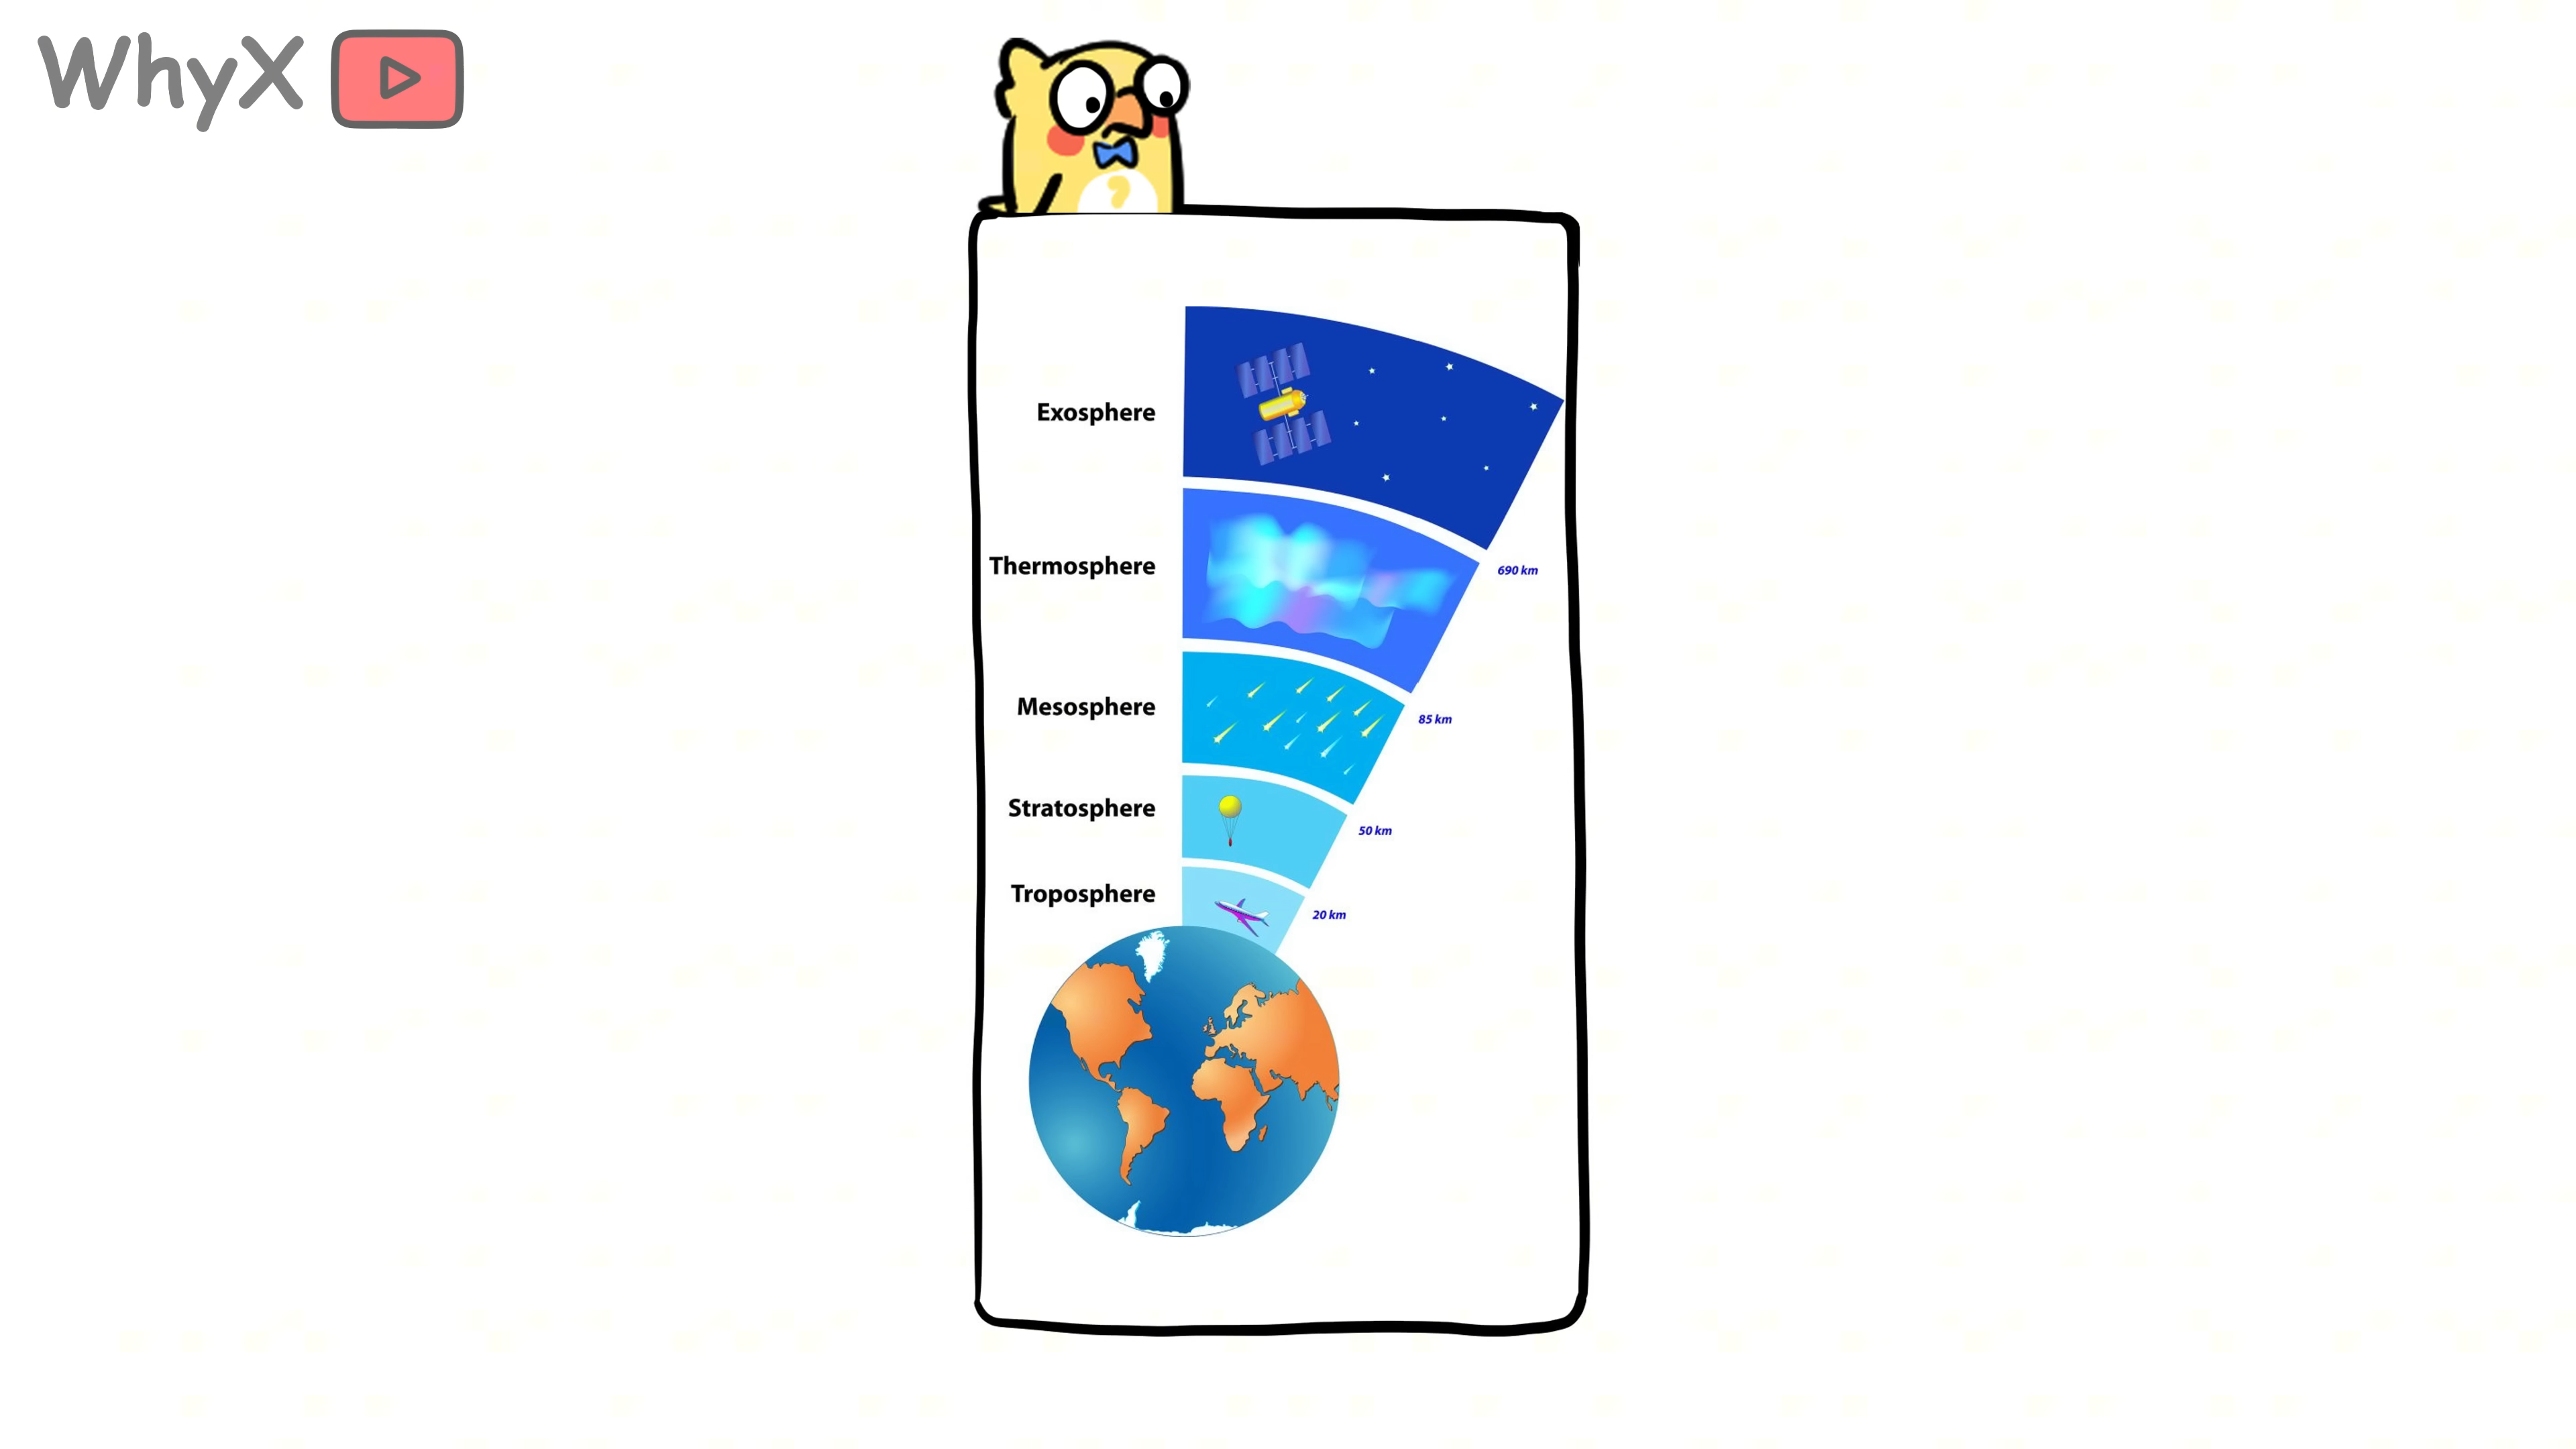 WhyX
?
Exosphere
690 km
Thermosphere
85 km
Mesosphere
50 km
Stratosphere
20 km
Troposphere